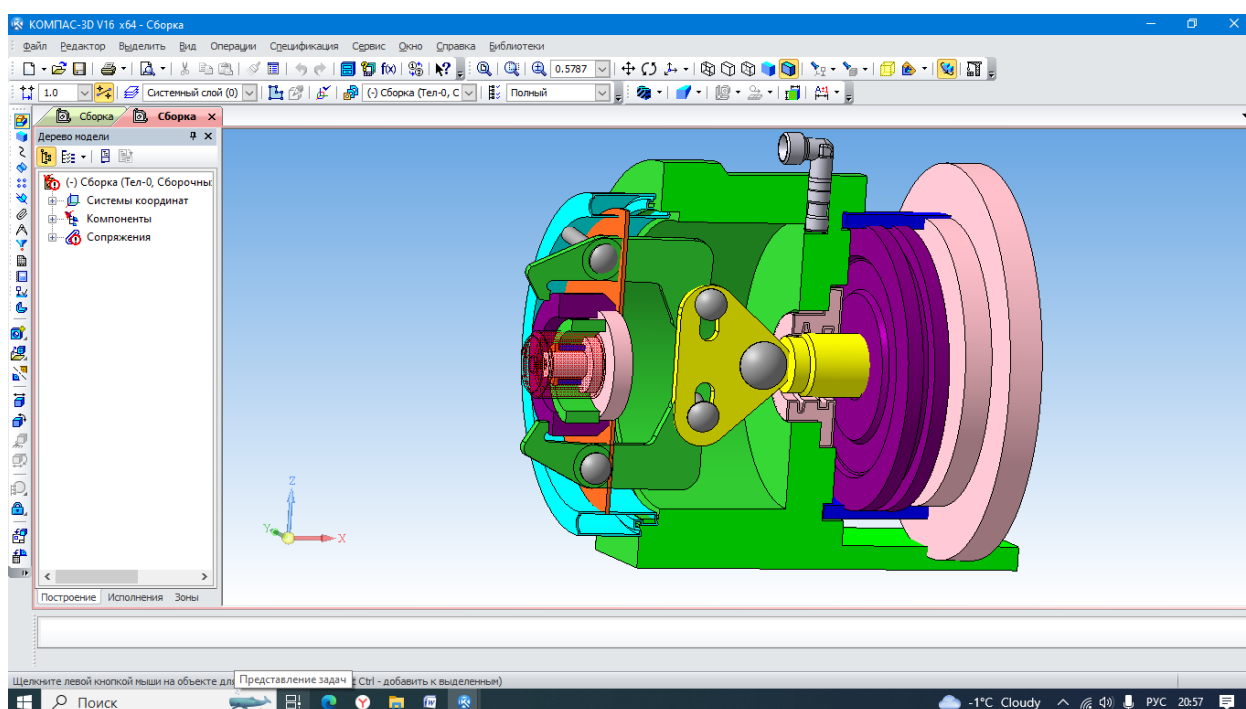 КОМПАС-3D V16 x64 - Сборка
Файл Редактор Выделить Вид Операции Спецификация Сервис Окно Справка Библиотеки
f(x) 0.5787
1.0 Системный слой (0) (-) Сборка (Тел-0, С Полный
Сборка Сборка
Дерево модели
(-) Сборка (Тел-0, Сборочны
Системы координат
Компоненты
Сопряжения
Z
Y
X
Построение Исполнения Зоны
Щелкните левой кнопкой мыши на объекте для
Представление задач
Ctrl - добавить к выделенным)
Поиск
-1°C Cloudy РУС 20:57